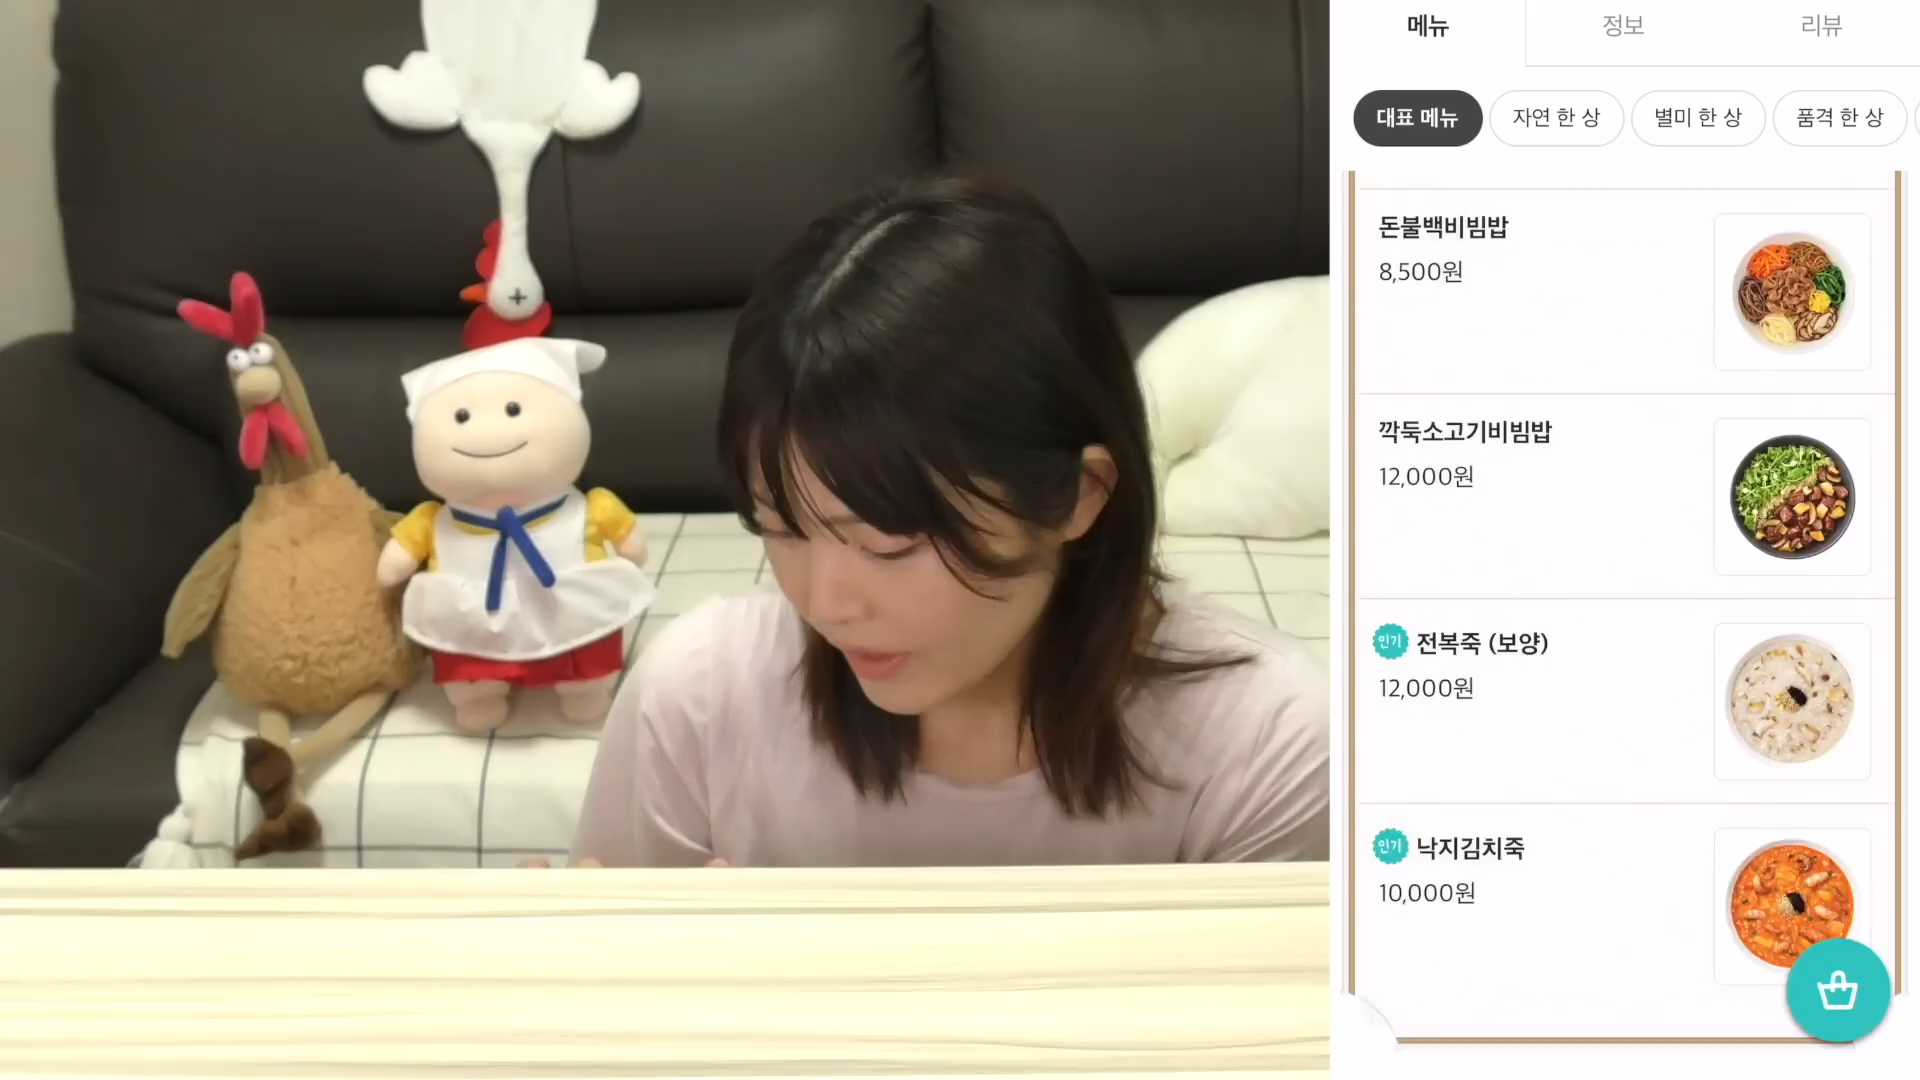 메뉴
정보
리뷰
대표 메뉴
자연 한 상
별미 한 상
품격 한 상
돈불백비빔밥
8,500원
깍둑소고기비빔밥
12,000원
인기 전복죽 (보양)
12,000원
인기 낙지김치죽
10,000원